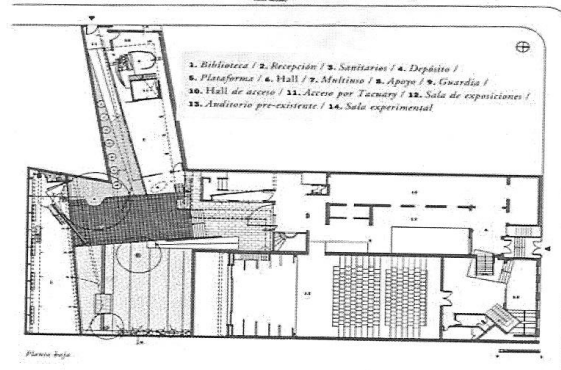 1. Biblioteca / 2. Recepción / 3. Sanitarios / 4. Depósito /
5. Plataforma / 6. Hall / 7. Multiuso / 8. Apoyo / 9. Guardia /
10. Hall de acceso / 11. Acceso por Tacuary / 12. Sala de exposiciones /
13. Auditorio pre-existente / 14. Sala experimental
Planta baja